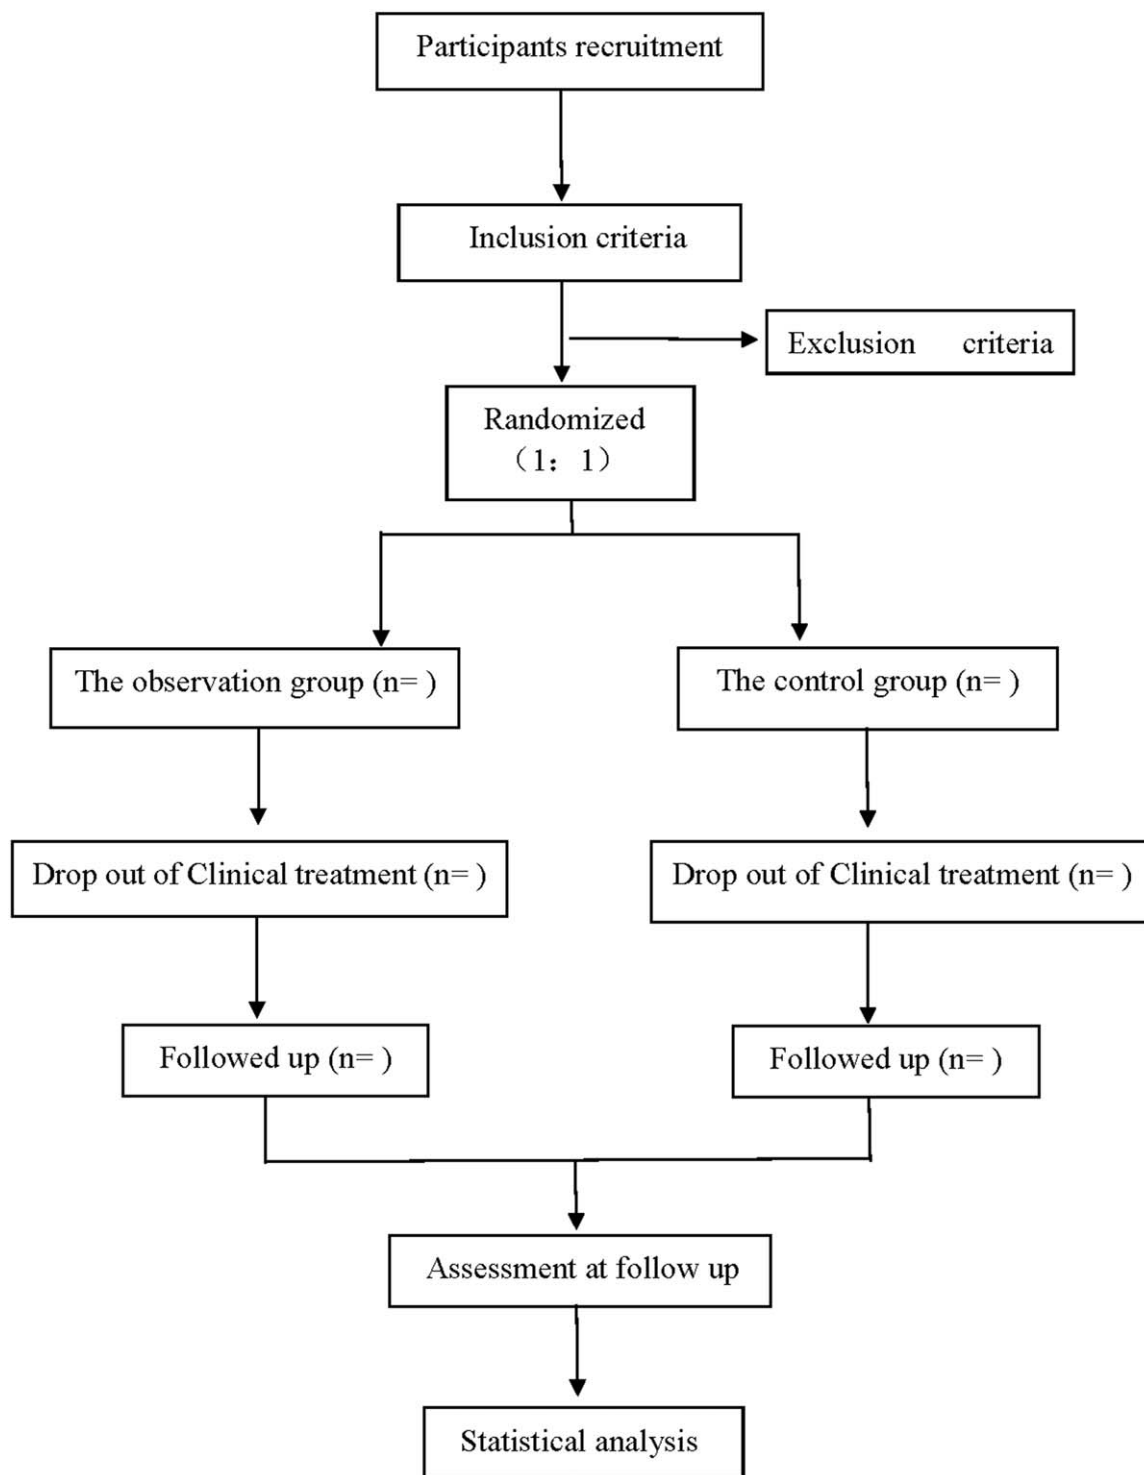 Participants recruitment
Inclusion criteria
Exclusion criteria
Randomized
（1：1）
The observation group (n= )
The control group (n= )
Drop out of Clinical treatment (n= )
Drop out of Clinical treatment (n= )
Followed up (n= )
Followed up (n= )
Assessment at follow up
Statistical analysis